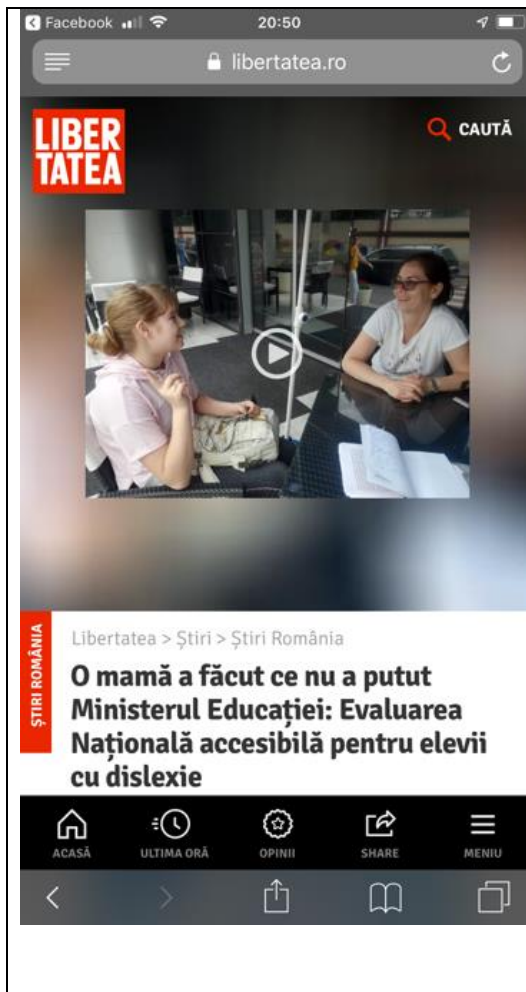 Facebook
20:50
libertatea.ro
LIBER
TATEA
CAUTĂ
ȘTIRI ROMÂNIA
Libertatea > Știri > Știri România
O mamă a făcut ce nu a putut
Ministerul Educației: Evaluarea
Națională accesibilă pentru elevii
cu dislexie
ACASĂ
ULTIMA ORĂ
OPINII
SHARE
MENIU